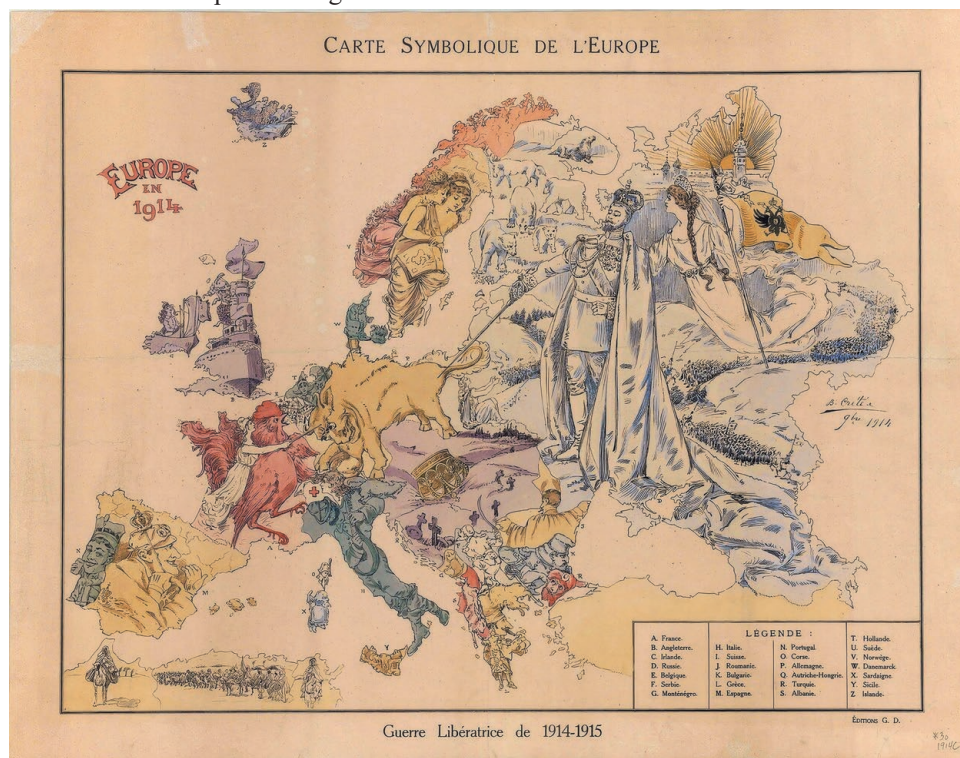 CARTE SYMBOLIQUE DE L'EUROPE
EUROPE
IN
1914
B. Crétée
9bre 1914
LÉGENDE :
A. France.
B. Angleterre.
C. Irlande.
D. Russie.
E. Belgique.
F. Serbie.
G. Monténégro.
H. Italie.
I. Suisse.
J. Roumanie.
K. Bulgarie.
L. Grèce.
M. Espagne.
N. Portugal.
O. Corse.
P. Allemagne.
Q. Autriche-Hongrie.
R. Turquie.
S. Albanie.
T. Hollande.
U. Suède.
V. Norwège.
W. Danemarck.
X. Sardaigne.
Y. Sicile.
Z. Islande.
ÉDITIONS G. D.
Guerre Libératrice de 1914-1915